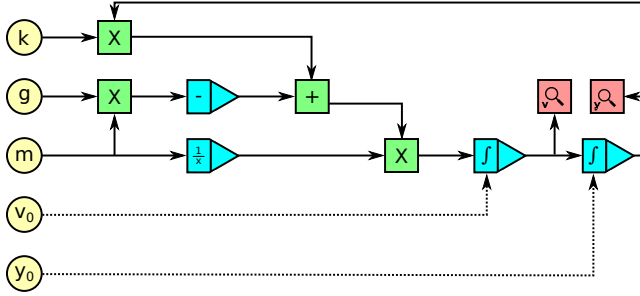 k X
g X - + v y
m 1/x X ∫ ∫
v₀
y₀